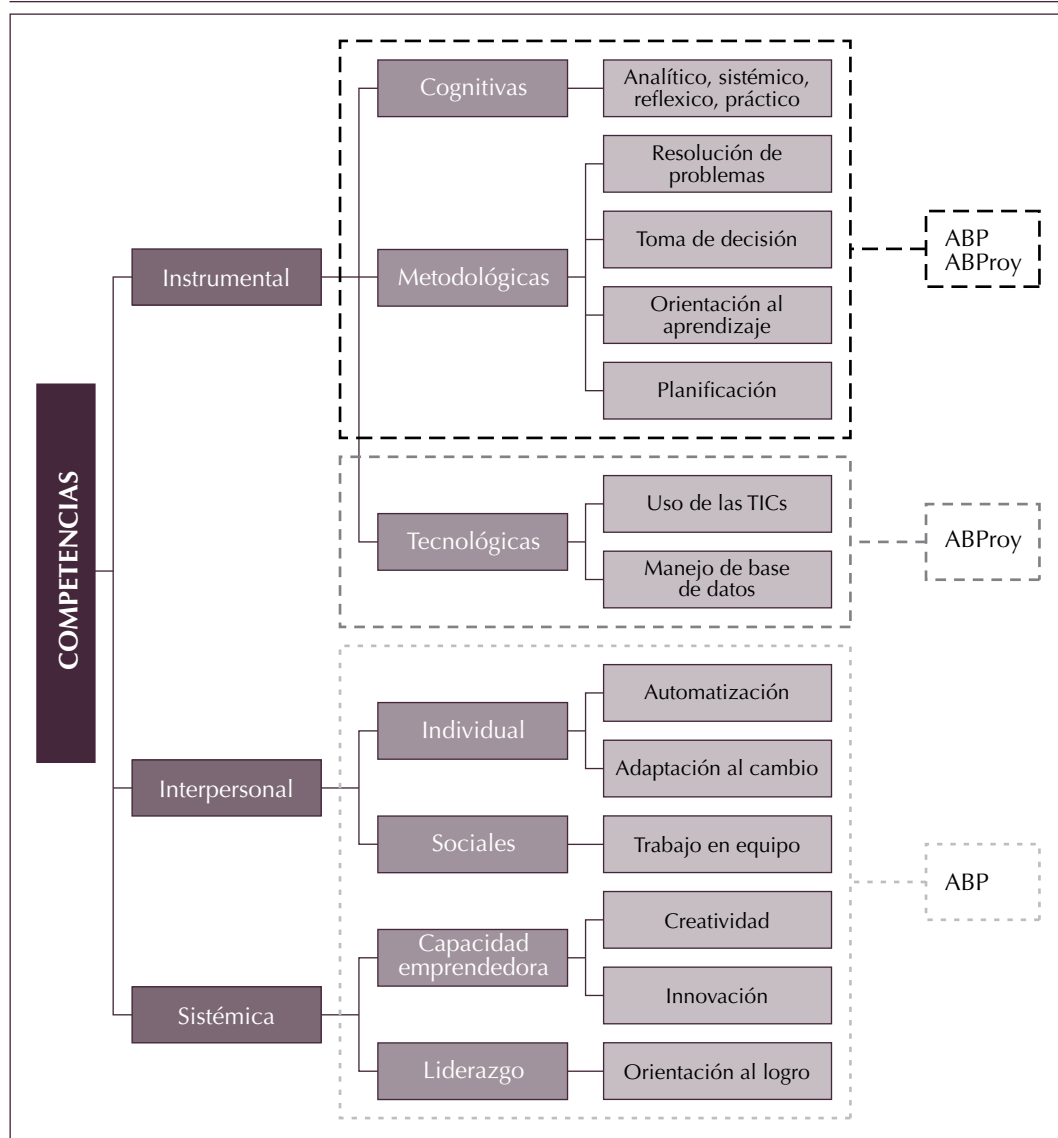 COMPETENCIAS
Instrumental
Cognitivas
Analítico, sistémico,
reflexico, práctico
Metodológicas
Resolución de
problemas
Toma de decisión
Orientación al
aprendizaje
Planificación
ABP
ABProy
Tecnológicas
Uso de las TICs
Manejo de base
de datos
ABProy
Interpersonal
Individual
Automatización
Adaptación al cambio
Sociales
Trabajo en equipo
Sistémica
Capacidad
emprendedora
Creatividad
Innovación
Liderazgo
Orientación al logro
ABP